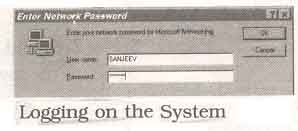 Enter Network Password
Enter your network password for Microsoft Networking.
OK
Cancel
User name: SANJEEV
Password:
Logging on the System